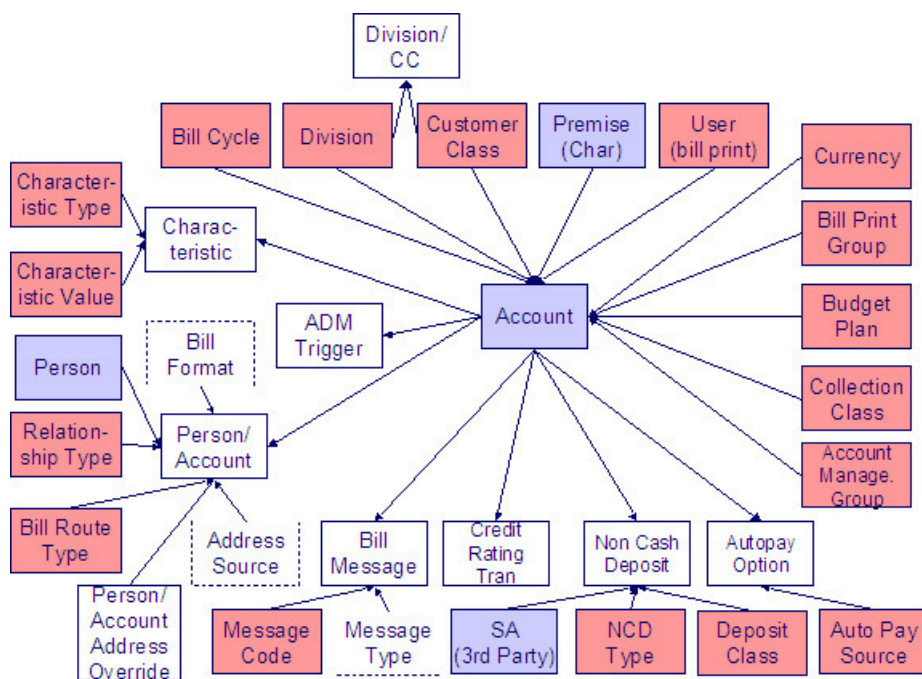 Division/
CC
Bill Cycle
Division
Customer
Class
Premise
(Char)
User
(bill print)
Currency
Character-
istic Type
Charac-
teristic
Bill Print
Group
Characteristic Value
Account
ADM
Trigger
Budget
Plan
Bill
Format
Person
Collection
Class
Relation-
ship Type
Person/
Account
Account
Manage.
Group
Bill Route
Type
Address
Source
Bill
Message
Credit
Rating
Tran
Non Cash
Deposit
Autopay
Option
Person/
Account
Address
Override
Message
Code
Message
Type
SA
(3rd Party)
NCD
Type
Deposit
Class
Auto Pay
Source